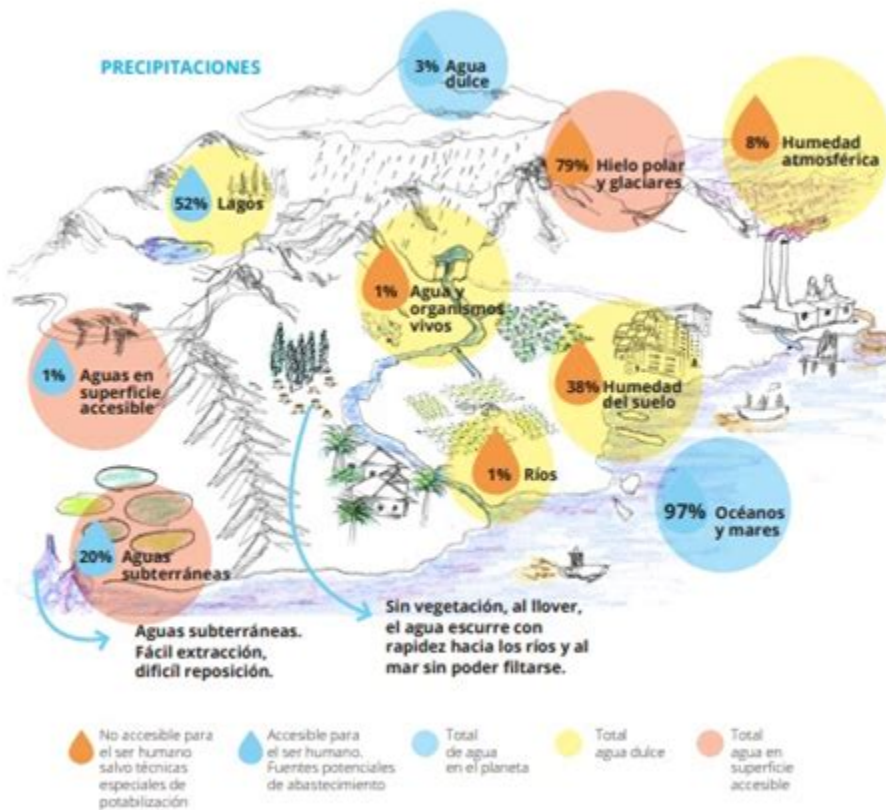 PRECIPITACIONES
3% Agua
dulce
79% Hielo polar
y glaciares
8% Humedad
atmosférica
52% Lagos
1% Agua y
organismos
vivos
1% Aguas en
superficie
accesible
38% Humedad
del suelo
1% Ríos
97% Océanos
y mares
20% Aguas
subterráneas
Aguas subterráneas.
Fácil extracción,
dificíl reposición.
Sin vegetación, al llover,
el agua escurre con
rapidez hacia los ríos y al
mar sin poder filtarse.
No accesible para
el ser humano
salvo técnicas
especiales de
potabilización
Accesible para
el ser humano.
Fuentes potenciales
de abastecimiento
Total
de agua
en el planeta
Total
agua dulce
Total
agua en
superficie
accesible